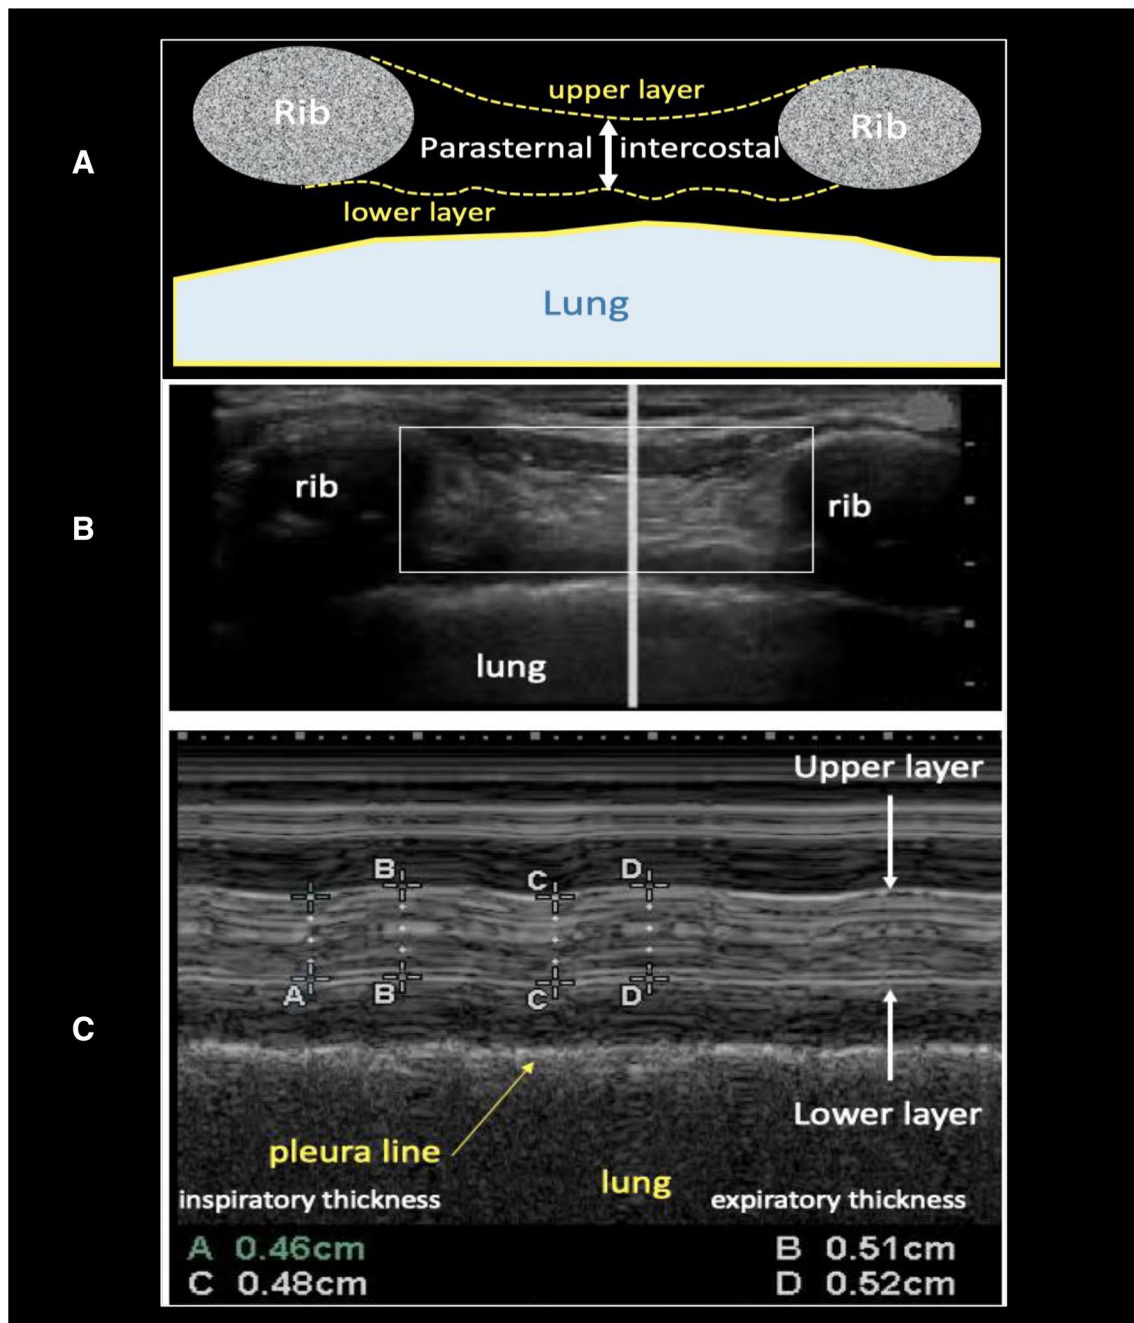 A
Rib
upper layer
Rib
Parasternal intercostal
lower layer
Lung
B
rib
rib
lung
C
Upper layer
B
C
D
A
B
C
D
Lower layer
pleura line
lung
inspiratory thickness
expiratory thickness
A 0.46cm
B 0.51cm
C 0.48cm
D 0.52cm